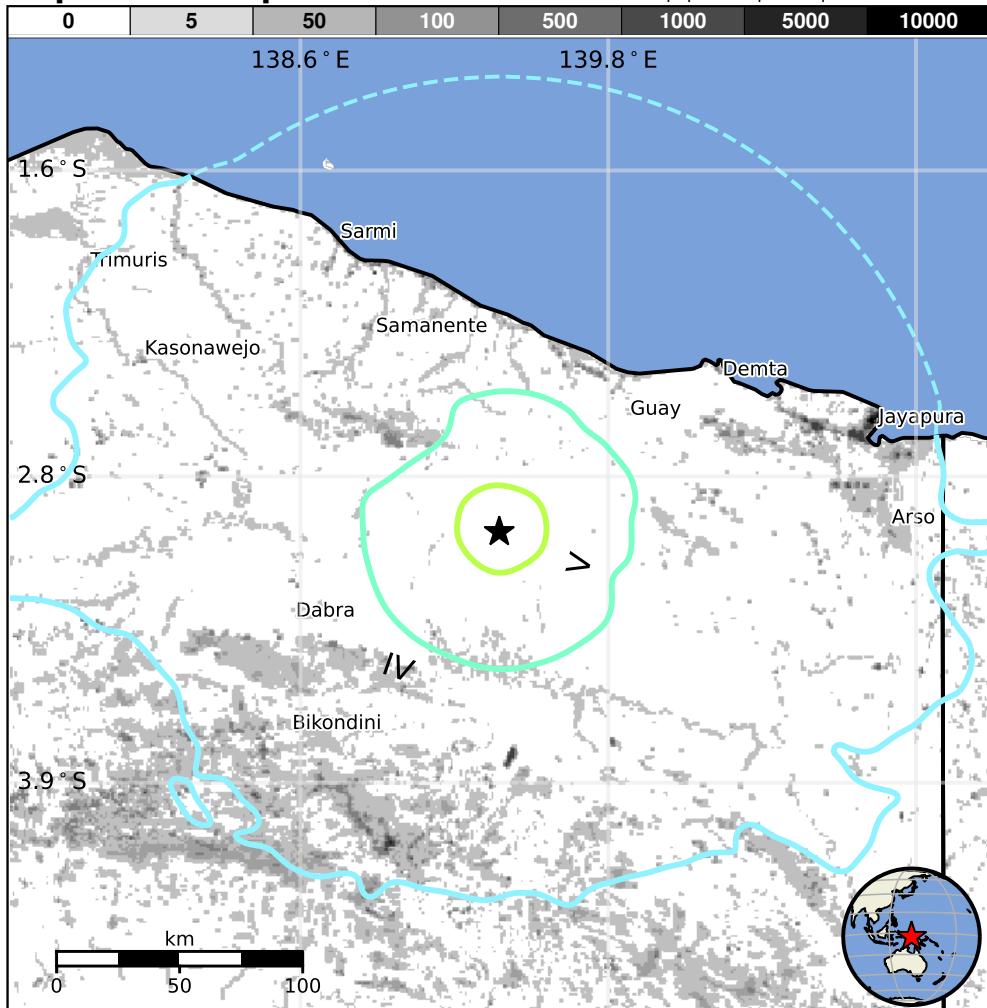 0 5 50 100 500 1000 5000 10000
138.6°E 139.8°E
1.6°S
Sarmi
Trimuris
Samanente
Kasonawejo
Demta
Guay
Jayapura
2.8°S
Arso
V
Dabra
IV
Bikondini
3.9°S
km
0 50 100